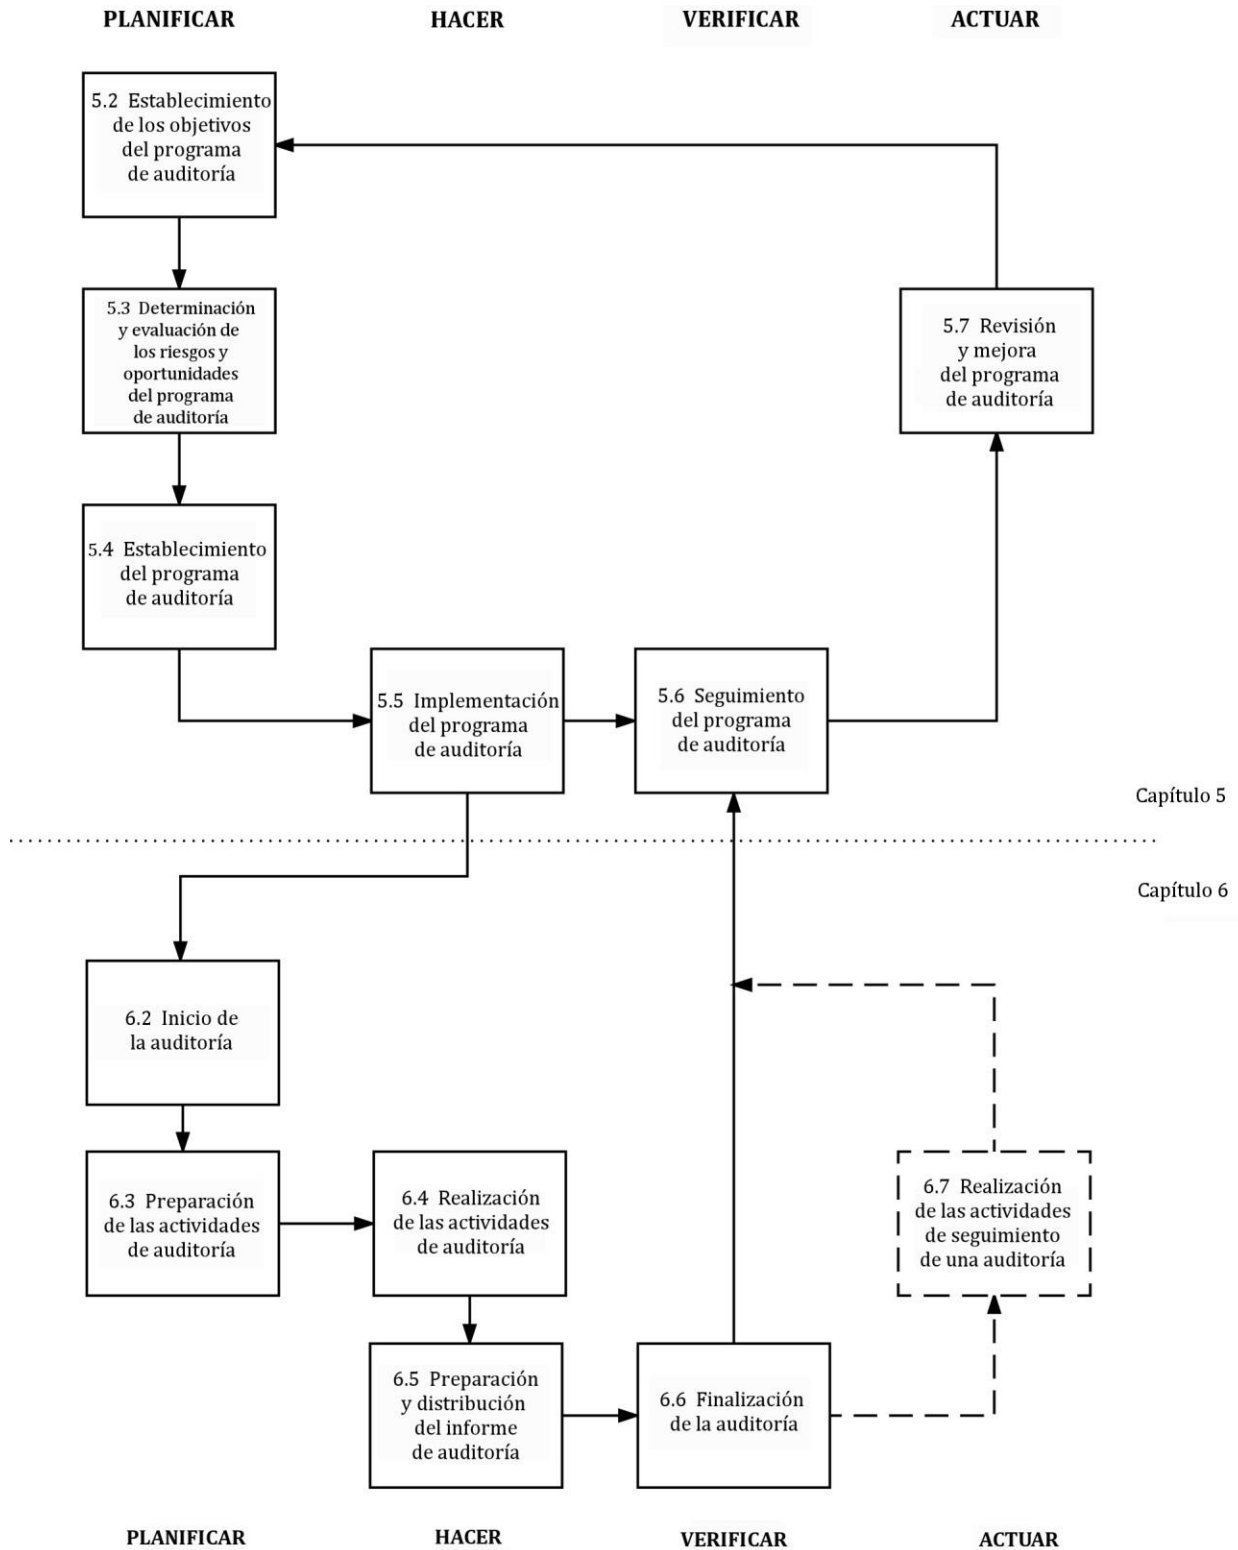 PLANIFICAR
HACER
VERIFICAR
ACTUAR
5.2 Establecimiento
de los objetivos
del programa
de auditoría
5.3 Determinación
y evaluación de
los riesgos y
oportunidades
del programa
de auditoría
5.7 Revisión
y mejora
del programa
de auditoría
5.4 Establecimiento
del programa
de auditoría
5.5 Implementación
del programa
de auditoría
5.6 Seguimiento
del programa
de auditoría
Capítulo 5
Capítulo 6
6.2 Inicio de
la auditoría
6.3 Preparación
de las actividades
de auditoría
6.4 Realización
de las actividades
de auditoría
6.7 Realización
de las actividades
de seguimiento
de una auditoría
6.5 Preparación
y distribución
del informe
de auditoría
6.6 Finalización
de la auditoría
PLANIFICAR
HACER
VERIFICAR
ACTUAR